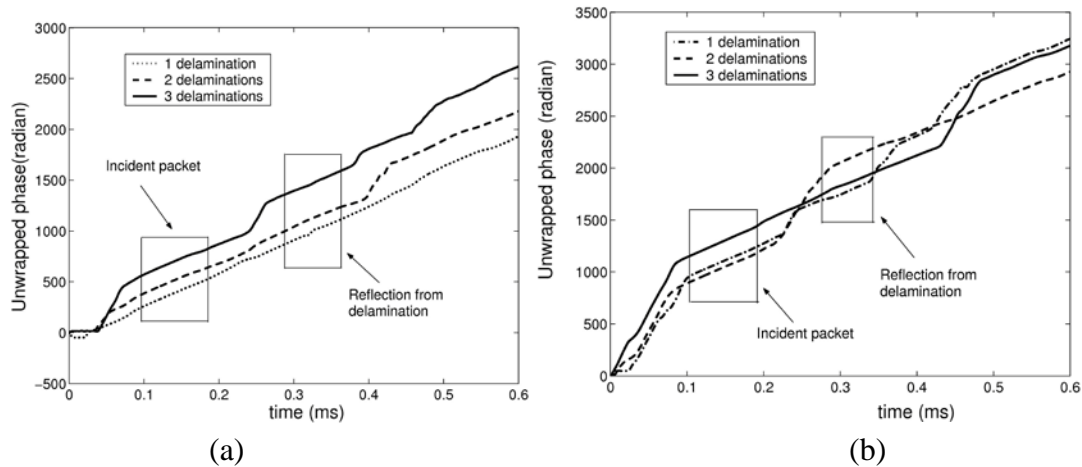 3000
2500
2000
1500
1000
500
0
−500
Unwrapped phase(radian)
1 delamination
2 delaminations
3 delaminations
Incident packet
Reflection from
delamination
0 0.1 0.2 0.3 0.4 0.5 0.6
time (ms)
(a)
3500
3000
2500
2000
1500
1000
500
0
Unwrapped phase (radian)
1 delamination
2 delaminations
3 delaminations
Reflection from
delamination
Incident packet
0 0.1 0.2 0.3 0.4 0.5 0.6
time (ms)
(b)